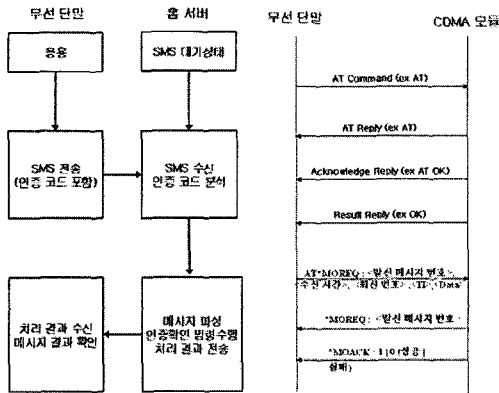 무선 단말
홈 서버
응용
SMS 대기상태
SMS 전송
(인증 코드 포함)
SMS 수신
인증 코드 분석
처리 결과 수신
메시지 결과 확인
메시지 파싱
인증확인 명령수행
처리 결과 전송
무선 단말
CDMA 모듈
AT Command (ex AT)
AT Reply (ex AT)
Acknowledge Reply (ex AT OK)
Result Reply (ex OK)
AT*MOREQ : <발신 메시지 번호>,
<수신 시간>, <회신 번호>, <TI>, <Data>
*MOREQ : <발신 메시지 번호
*MOACK : 1 | 0 (성공 |
실패)